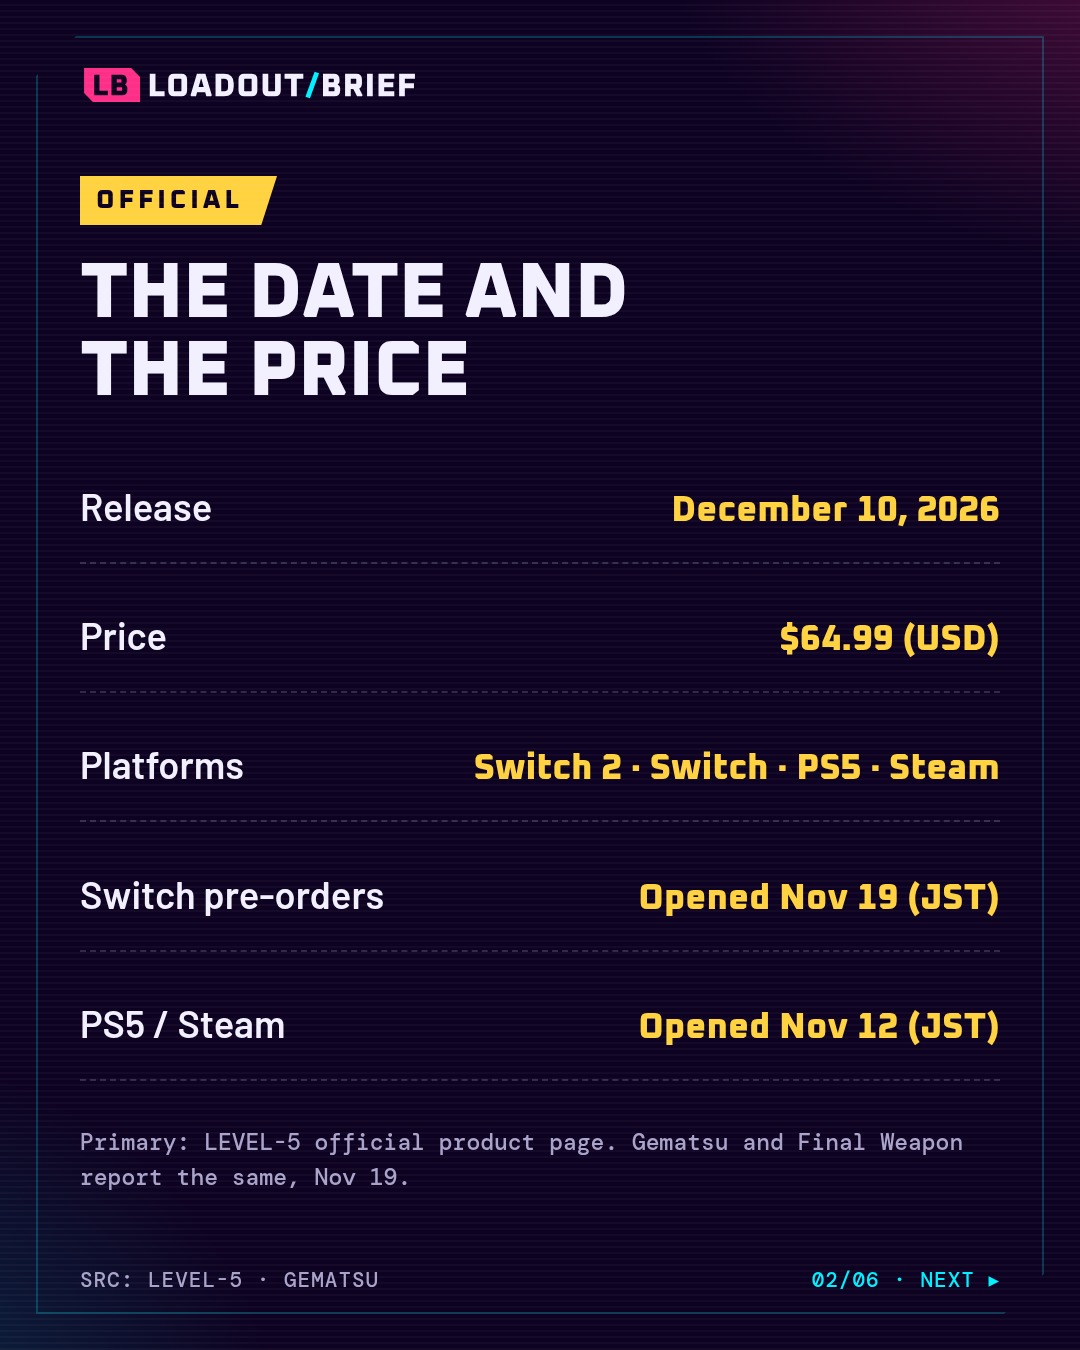 LB LOADOUT/BRIEF
OFFICIAL
THE DATE AND
THE PRICE
Release December 10, 2026
Price $64.99 (USD)
Platforms Switch 2 · Switch · PS5 · Steam
Switch pre-orders Opened Nov 19 (JST)
PS5 / Steam Opened Nov 12 (JST)
Primary: LEVEL-5 official product page. Gematsu and Final Weapon
report the same, Nov 19.
SRC: LEVEL-5 · GEMATSU 02/06 · NEXT ▶